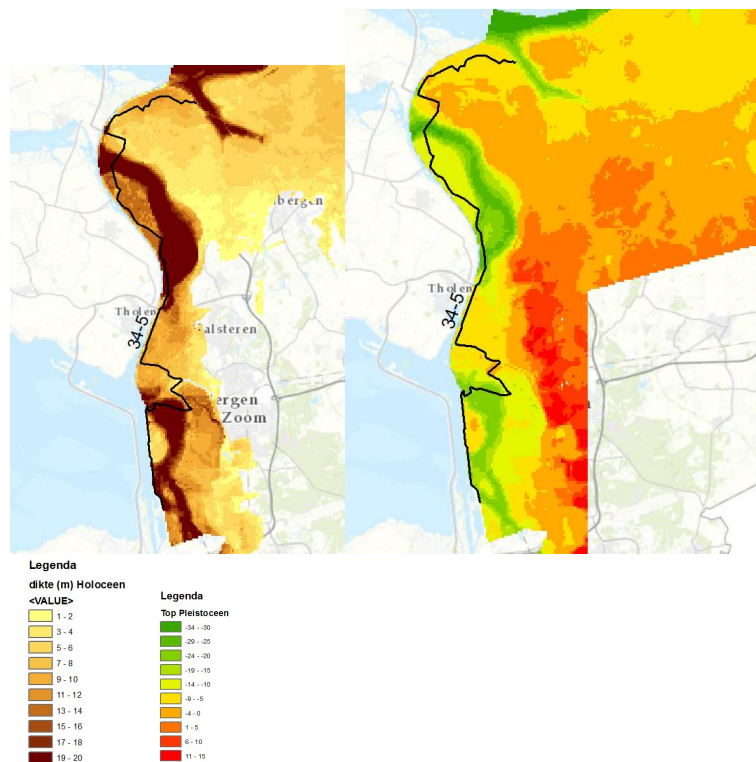 nbergen
Tholen
34-5
Halsteren
ergen
Zoom
Tholen
34-5
m
Legenda
dikte (m) Holoceen
<VALUE>
1 - 2
3 - 4
5 - 6
7 - 8
9 - 10
11 - 12
13 - 14
15 - 16
17 - 18
19 - 20
Legenda
Top Pleistoceen
-34 - -30
-29 - -25
-24 - -20
-19 - -15
-14 - -10
-9 - -5
-4 - 0
1 - 5
6 - 10
11 - 15